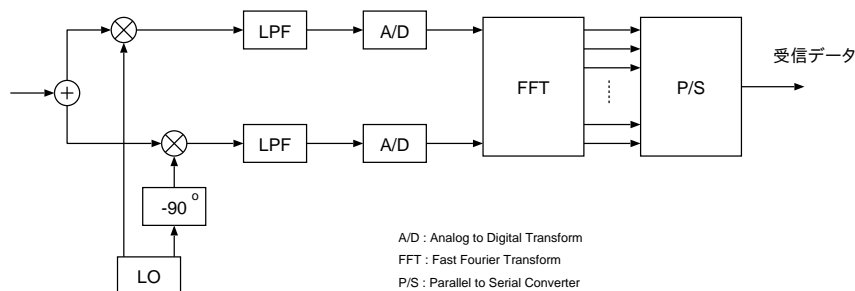 LPF
A/D
FFT
P/S
受信データ
LPF
A/D
-90°
LO
A/D : Analog to Digital Transform
FFT : Fast Fourier Transform
P/S : Parallel to Serial Converter